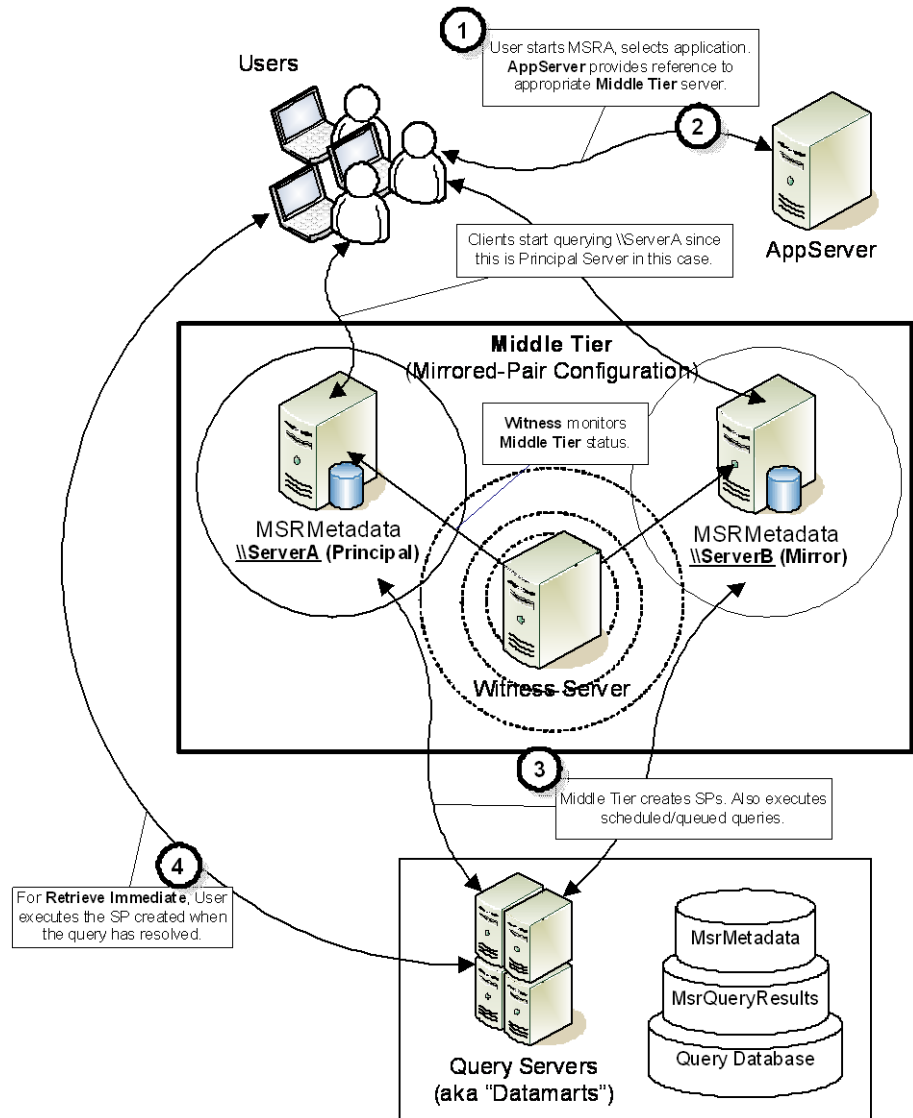 1
User starts MSRA, selects application.
AppServer provides reference to
appropriate Middle Tier server.
Users
2
AppServer
Clients start querying \\ServerA since
this is Principal Server in this case.
Middle Tier
(Mirrored-Pair Configuration)
Witness monitors
Middle Tier status.
MSRMetadata
\\ServerA (Principal)
MSRMetadata
\\ServerB (Mirror)
Witness Server
3
Middle Tier creates SPs. Also executes
scheduled/queued queries.
4
For Retrieve Immediate, User
executes the SP created when
the query has resolved.
MsrMetadata
MsrQueryResults
Query Database
Query Servers
(aka "Datamarts")